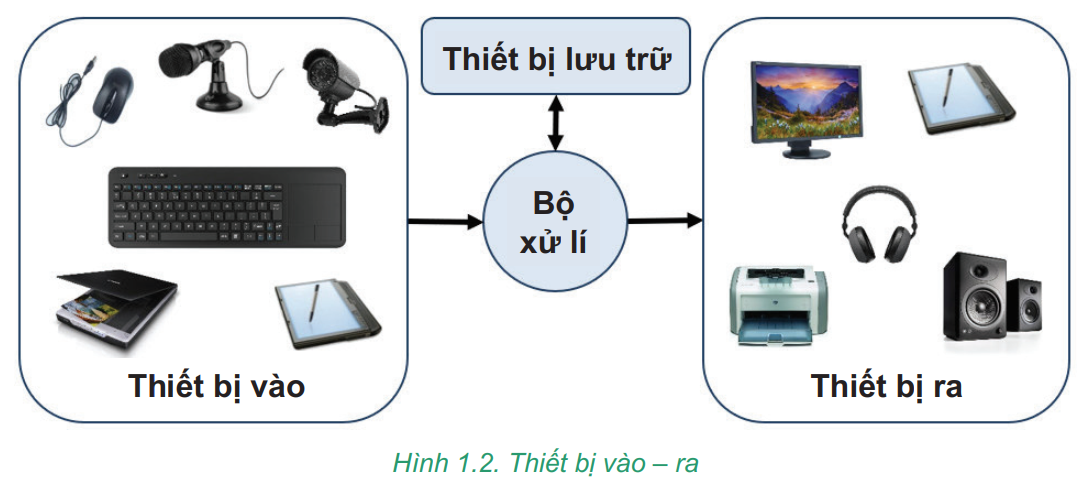 Thiết bị lưu trữ
Bộ
xử lí
Thiết bị vào
Thiết bị ra
Hình 1.2. Thiết bị vào – ra